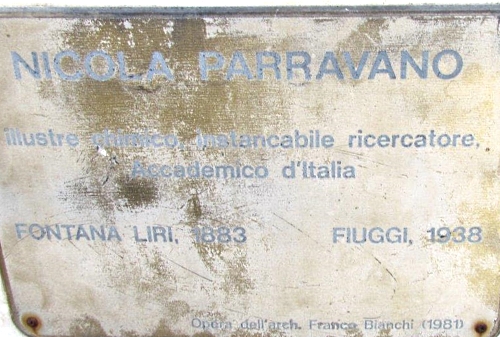 NICOLA PARRAVANO
illustre chimico, instancabile ricercatore,
Accademico d'Italia
FONTANA LIRI, 1883 FIUGGI, 1938
Opera dell'arch. Franco Bianchi (1981)